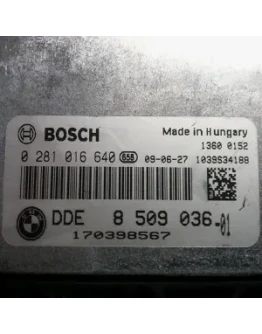 BOSCH
Made in Hungary
1360 0152
0 281 016 640 658 09-06-27 1039S34188
DDE 8 509 036-01
170398567